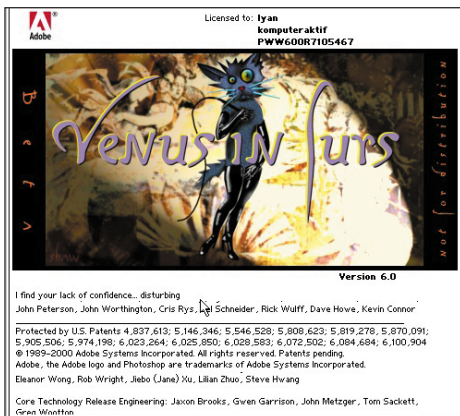 Adobe
Licensed to: lyan
komputeraktif
PWW600R7105467
Beta
Venus in furs
Not for distribution
Version 6.0
I find your lack of confidence... disturbing
John Peterson, John Worthington, Cris Rys, Schneider, Rick Wulff, Dave Howe, Kevin Connor
Protected by U.S. Patents 4,837,613; 5,146,346; 5,546,528; 5,808,623; 5,819,278; 5,870,091;
5,905,506; 5,974,198; 6,023,264; 6,025,850; 6,028,583; 6,072,502; 6,084,684; 6,100,904
© 1989-2000 Adobe Systems Incorporated. All rights reserved. Patents pending.
Adobe, the Adobe logo and Photoshop are trademarks of Adobe Systems Incorporated.
Eleanor Wong, Rob Wright, Jiebo (Jane) Xu, Lilian Zhuo, Steve Hwang
Core Technology Release Engineering: Jaxon Brooks, Gwen Garrison, John Metzger, Tom Sackett,
Greg Wootton